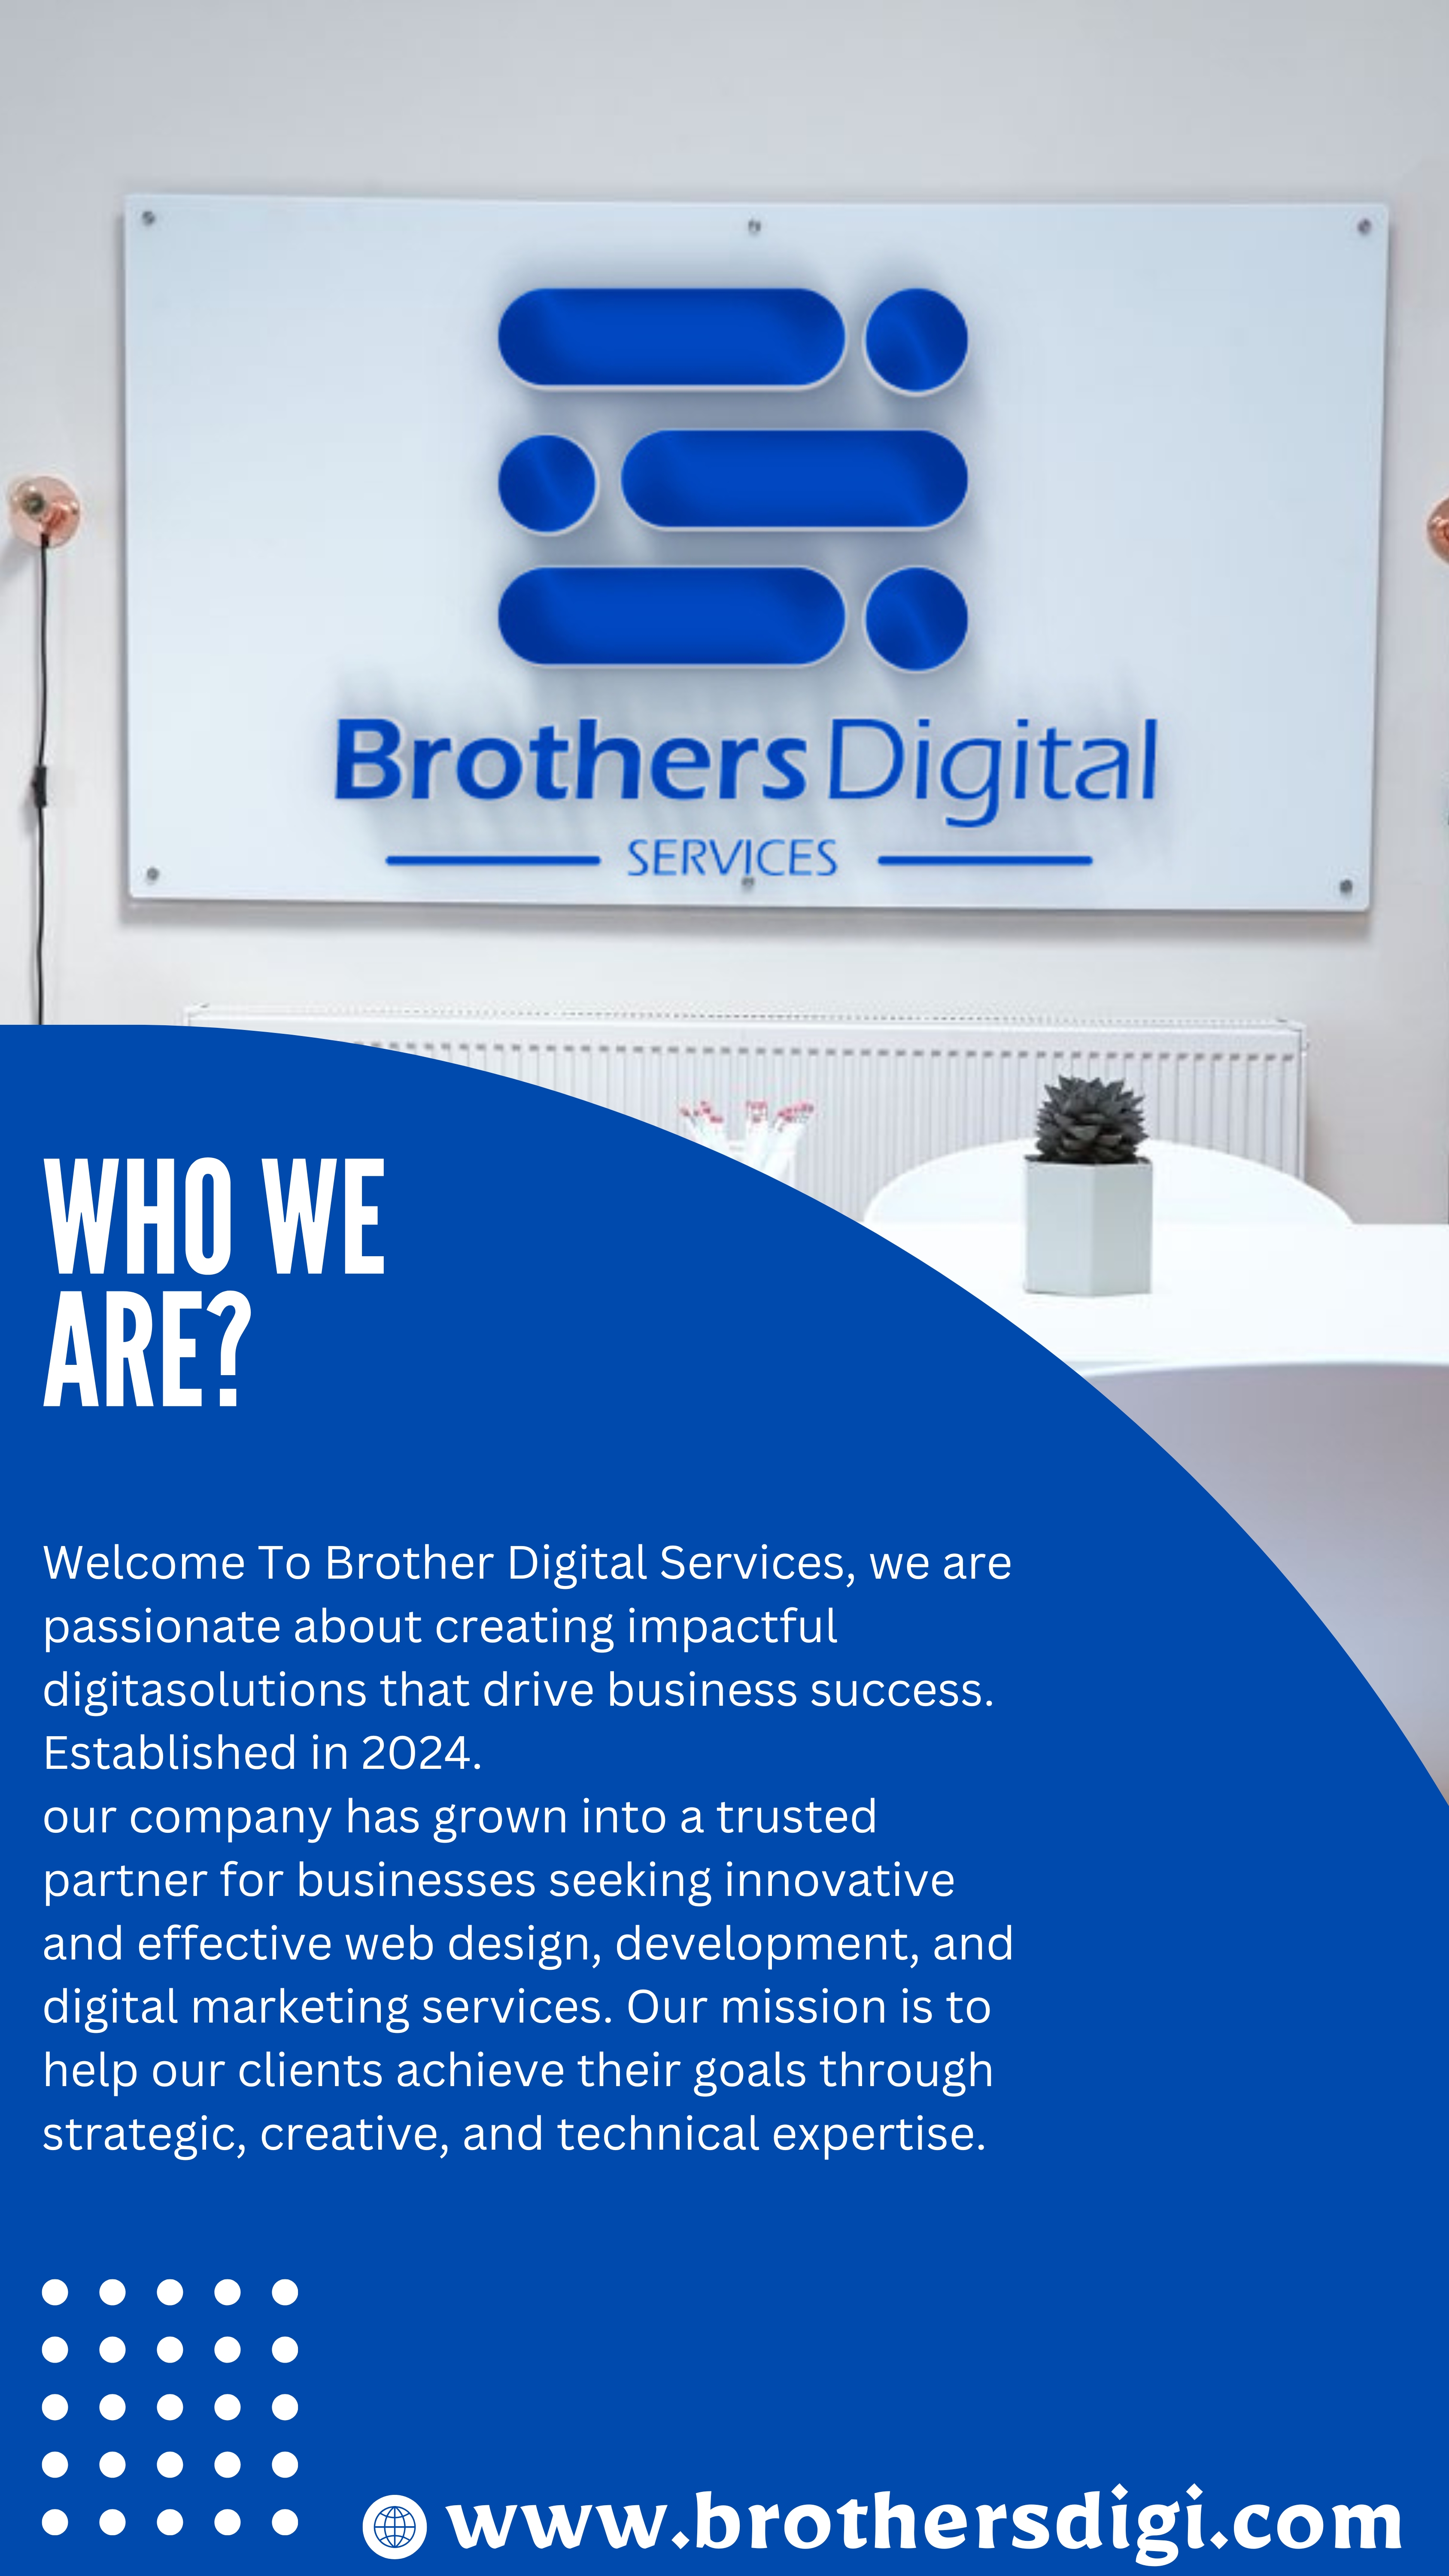 Brothers Digital
SERVICES
WHO WE
ARE?
Welcome To Brother Digital Services, we are
passionate about creating impactful
digitasolutions that drive business success.
Established in 2024.
our company has grown into a trusted
partner for businesses seeking innovative
and effective web design, development, and
digital marketing services. Our mission is to
help our clients achieve their goals through
strategic, creative, and technical expertise.
www.brothersdigi.com